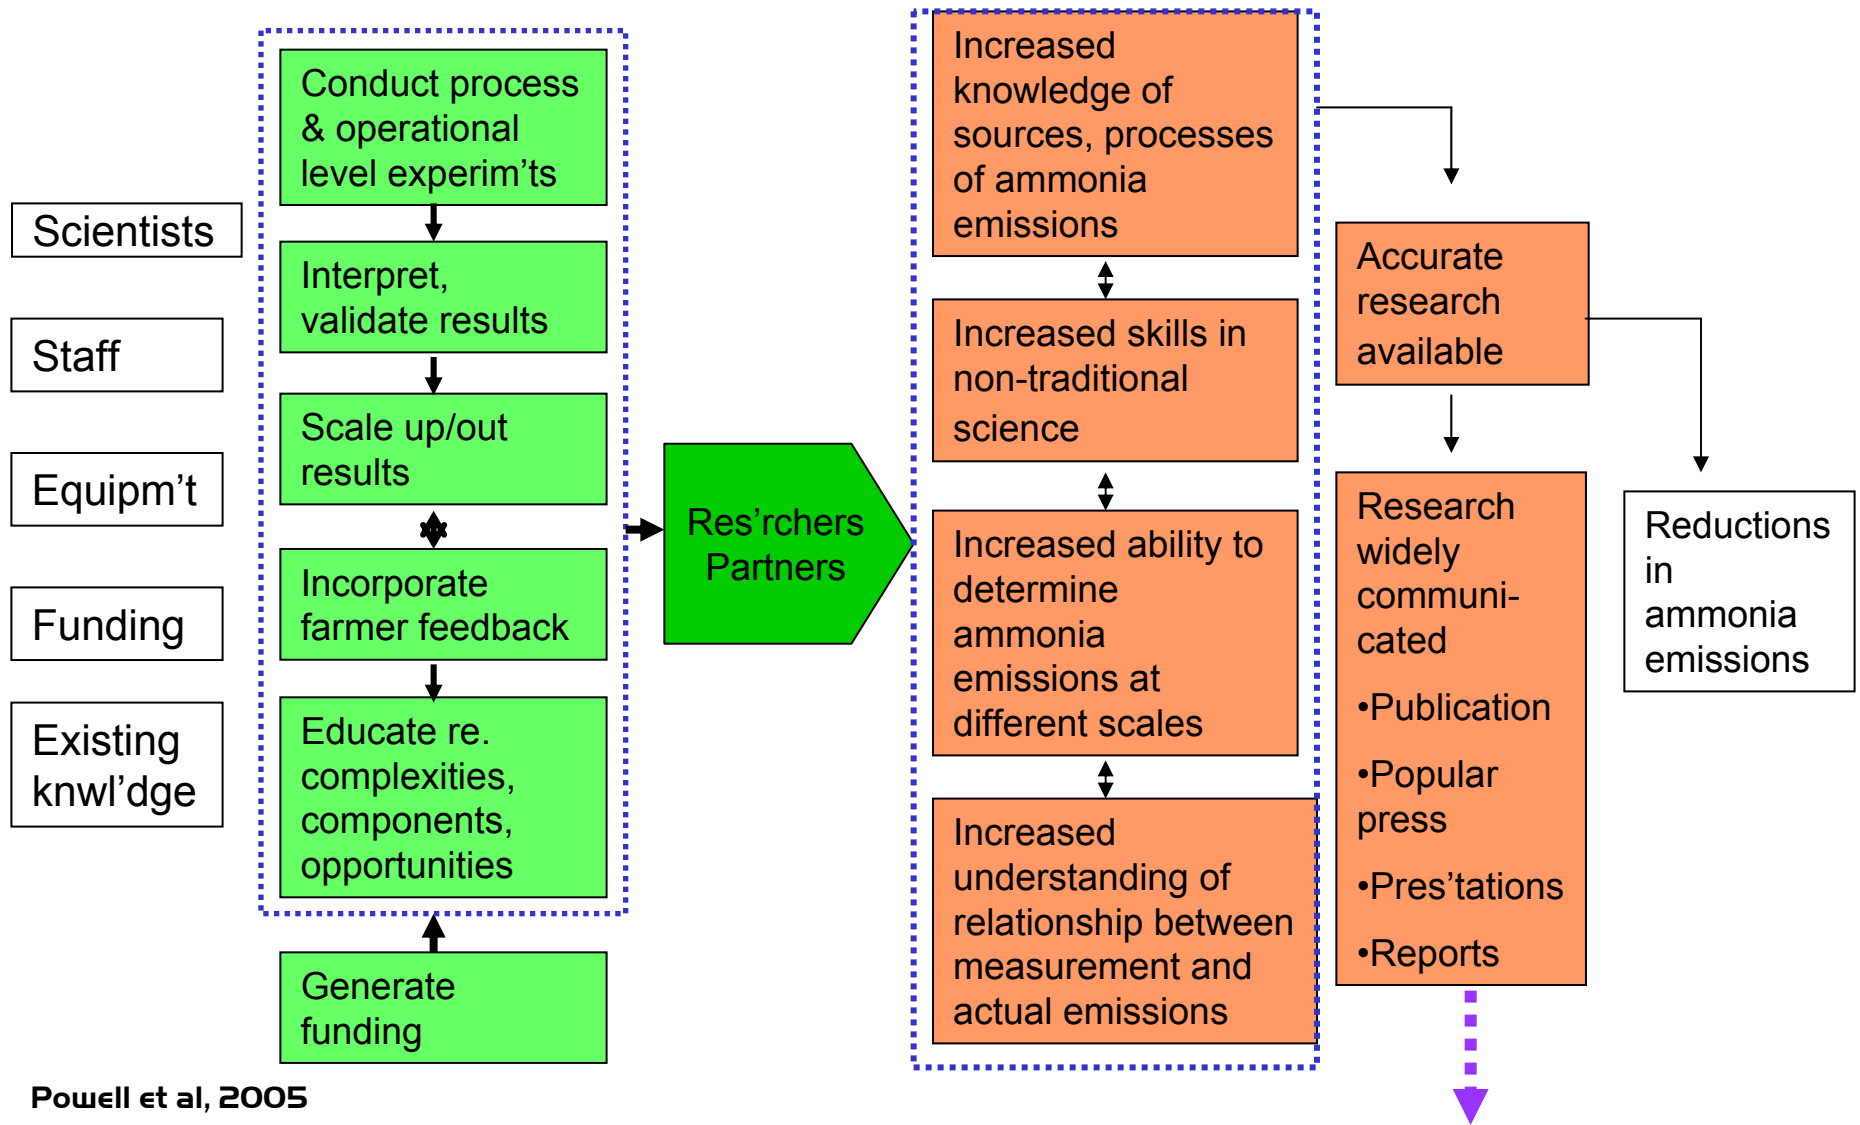 Scientists
Staff
Equipm’t
Funding
Existing
knwl’dge
Conduct process
& operational
level experim’ts
Interpret,
validate results
Scale up/out
results
Incorporate
farmer feedback
Educate re.
complexities,
components,
opportunities
Generate
funding
Res’rchers
Partners
Increased
knowledge of
sources, processes
of ammonia
emissions
Increased skills in
non-traditional
science
Increased ability to
determine
ammonia
emissions at
different scales
Increased
understanding of
relationship between
measurement and
actual emissions
Accurate
research
available
Research
widely
communi-
cated
•Publication
•Popular
press
•Pres’tations
•Reports
Reductions
in
ammonia
emissions
Powell et al, 2005